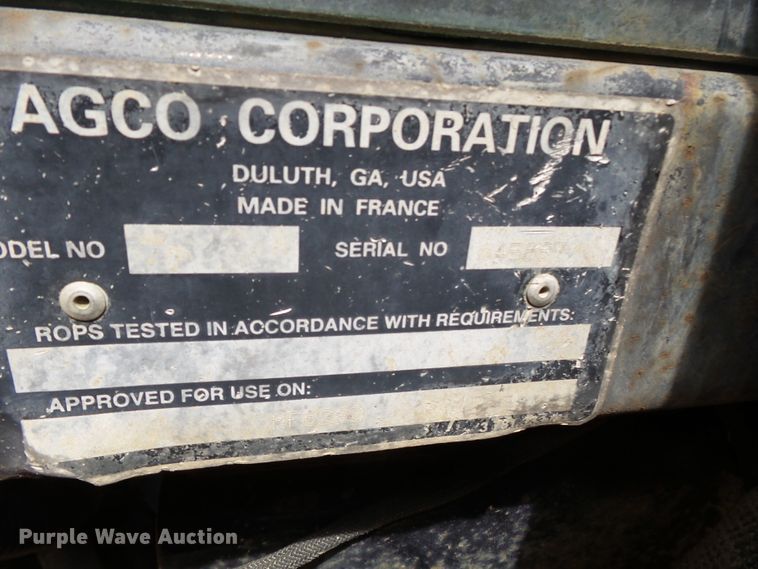 AGCO CORPORATION
DULUTH, GA, USA
MADE IN FRANCE
ODEL NO SERIAL NO
ROPS TESTED IN ACCORDANCE WITH REQUIREMENTS:
APPROVED FOR USE ON:
Purple Wave Auction